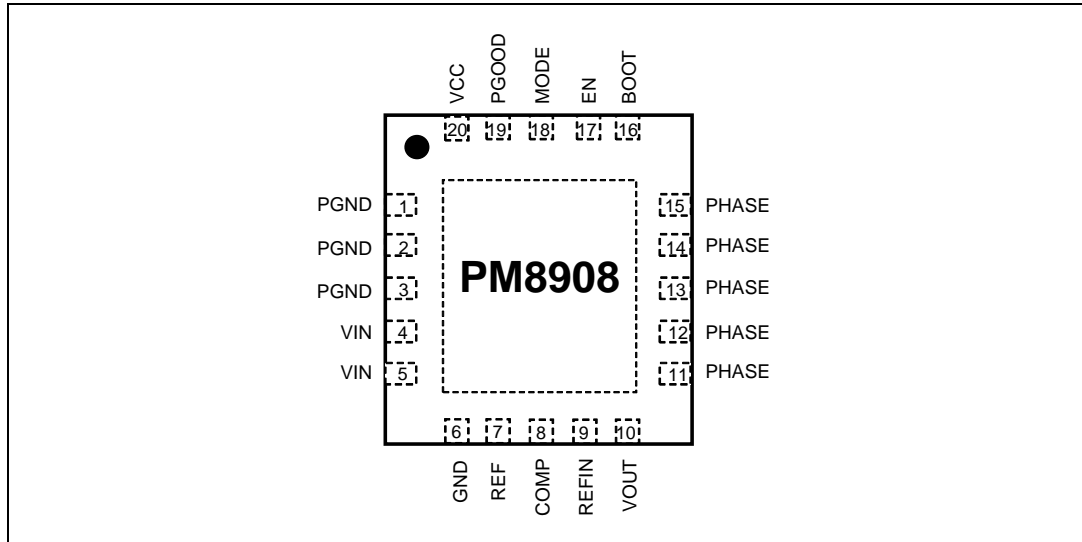 VCC PGOOD MODE EN BOOT
20 19 18 17 16
PGND 1 15 PHASE
PGND 2 14 PHASE
PGND 3 13 PHASE
PM8908
VIN 4 12 PHASE
VIN 5 11 PHASE
6 7 8 9 10
GND REF COMP REFIN VOUT